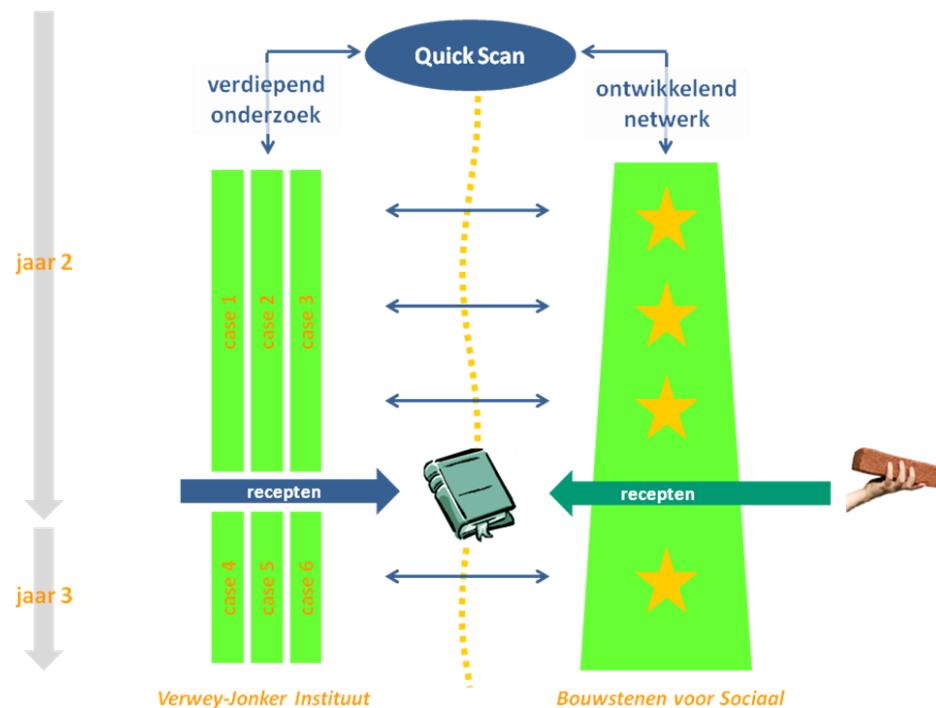 Quick Scan
verdiepend
onderzoek
ontwikkelend
netwerk
jaar 2
case 1
case 2
case 3
recepten
recepten
jaar 3
case 4
case 5
case 6
Verwey-Jonker Instituut
Bouwstenen voor Sociaal